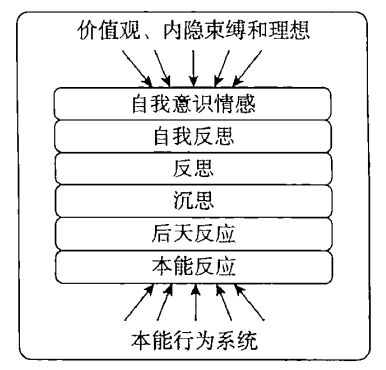 价值观、内隐束缚和理想
自我意识情感
自我反思
反思
沉思
后天反应
本能反应
本能行为系统